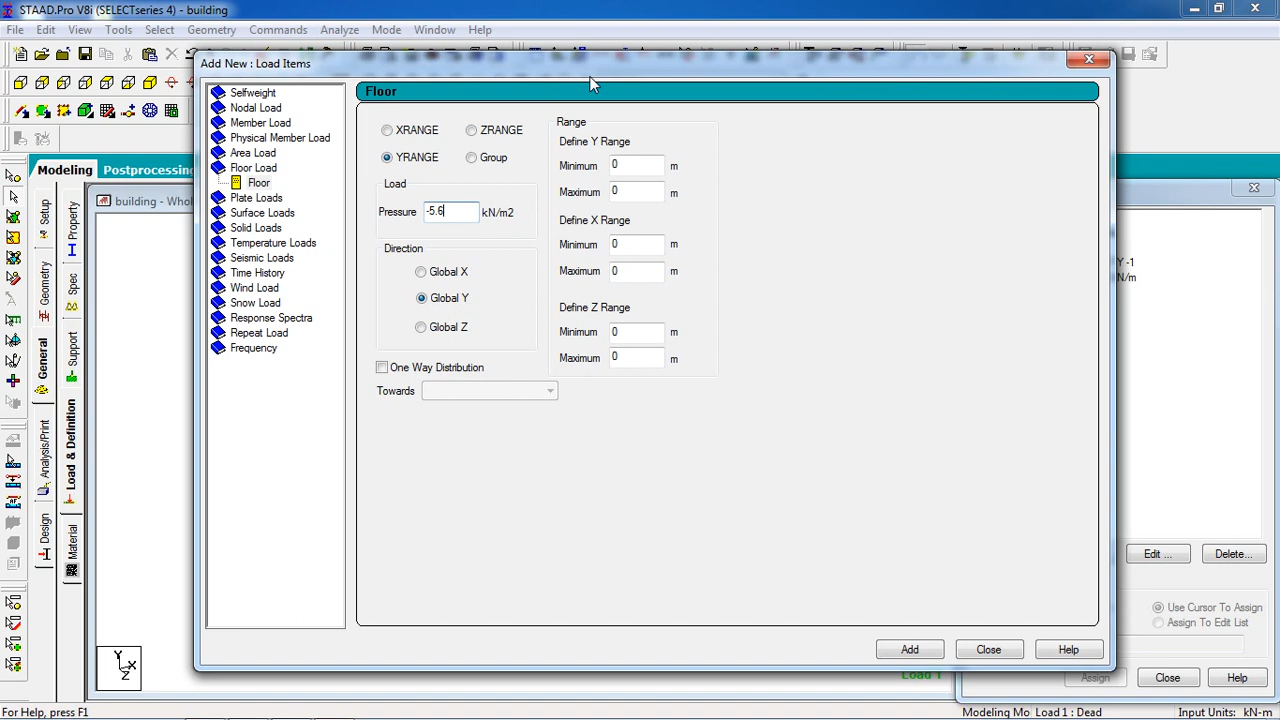 STAAD.Pro V8i (SELECTseries 4) - building
File Edit View Tools Select Geometry Commands Analyze Mode Window Help
Add New : Load Items
Selfweight
Nodal Load
Member Load
Physical Member Load
Area Load
Floor Load
Floor
Plate Loads
Surface Loads
Solid Loads
Temperature Loads
Seismic Loads
Time History
Wind Load
Snow Load
Response Spectra
Repeat Load
Frequency
Floor
XRANGE ZRANGE
YRANGE Group
Load
Pressure -5.6 kN/m2
Direction
Global X
Global Y
Global Z
One Way Distribution
Towards
Range
Define Y Range
Minimum 0 m
Maximum 0 m
Define X Range
Minimum 0 m
Maximum 0 m
Define Z Range
Minimum 0 m
Maximum 0 m
Add Close Help
Modeling Postprocessing
building - Who
Setup
Geometry
General
Analysis/Print
Design
Property
Spec
Support
Load & Definition
Material
Y -1
N/m
Edit ... Delete...
Use Cursor To Assign
Assign To Edit List
Assign Close Help
Load 1
Y
X
Z
For Help, press F1
Modeling Mo Load 1 : Dead Input Units: kN-m